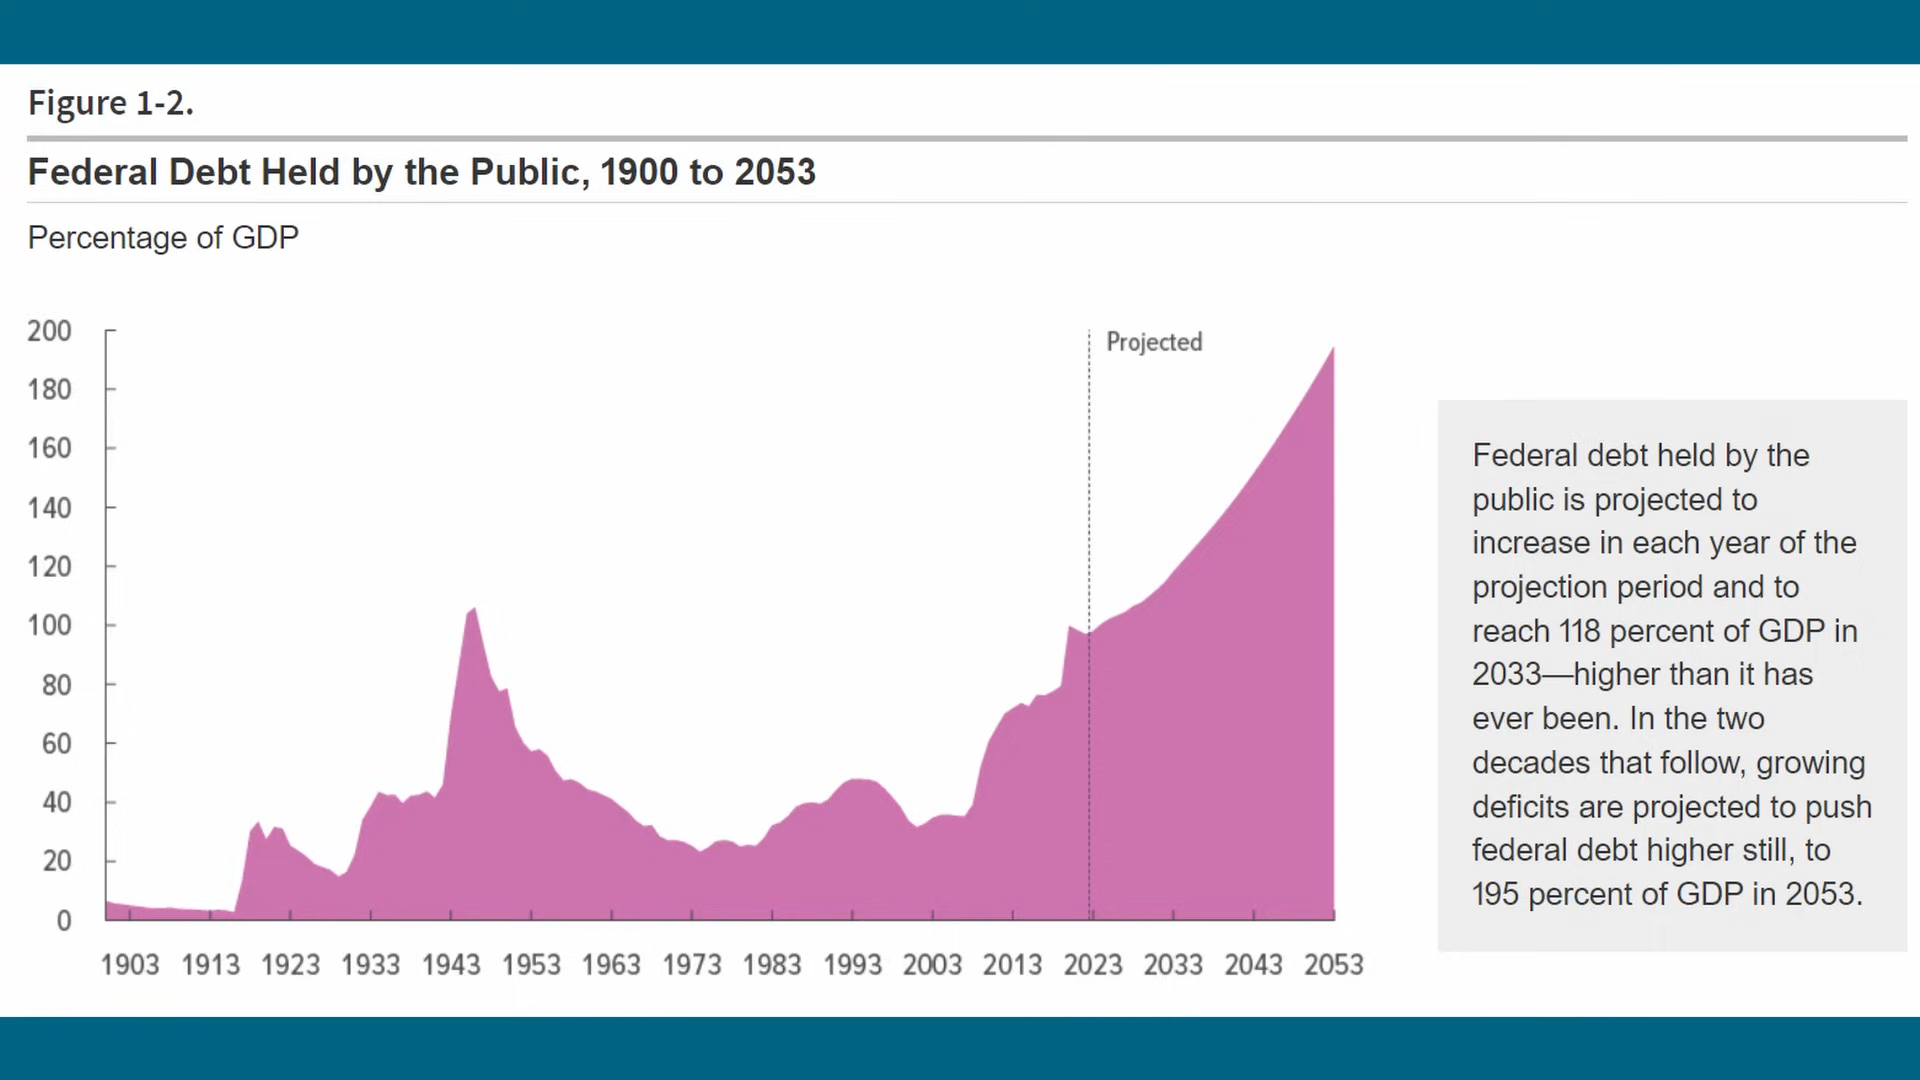 Figure 1-2.
Federal Debt Held by the Public, 1900 to 2053
Percentage of GDP
200
180
160
140
120
100
80
60
40
20
0
Projected
1903 1913 1923 1933 1943 1953 1963 1973 1983 1993 2003 2013 2023 2033 2043 2053
Federal debt held by the
public is projected to
increase in each year of the
projection period and to
reach 118 percent of GDP in
2033—higher than it has
ever been. In the two
decades that follow, growing
deficits are projected to push
federal debt higher still, to
195 percent of GDP in 2053.